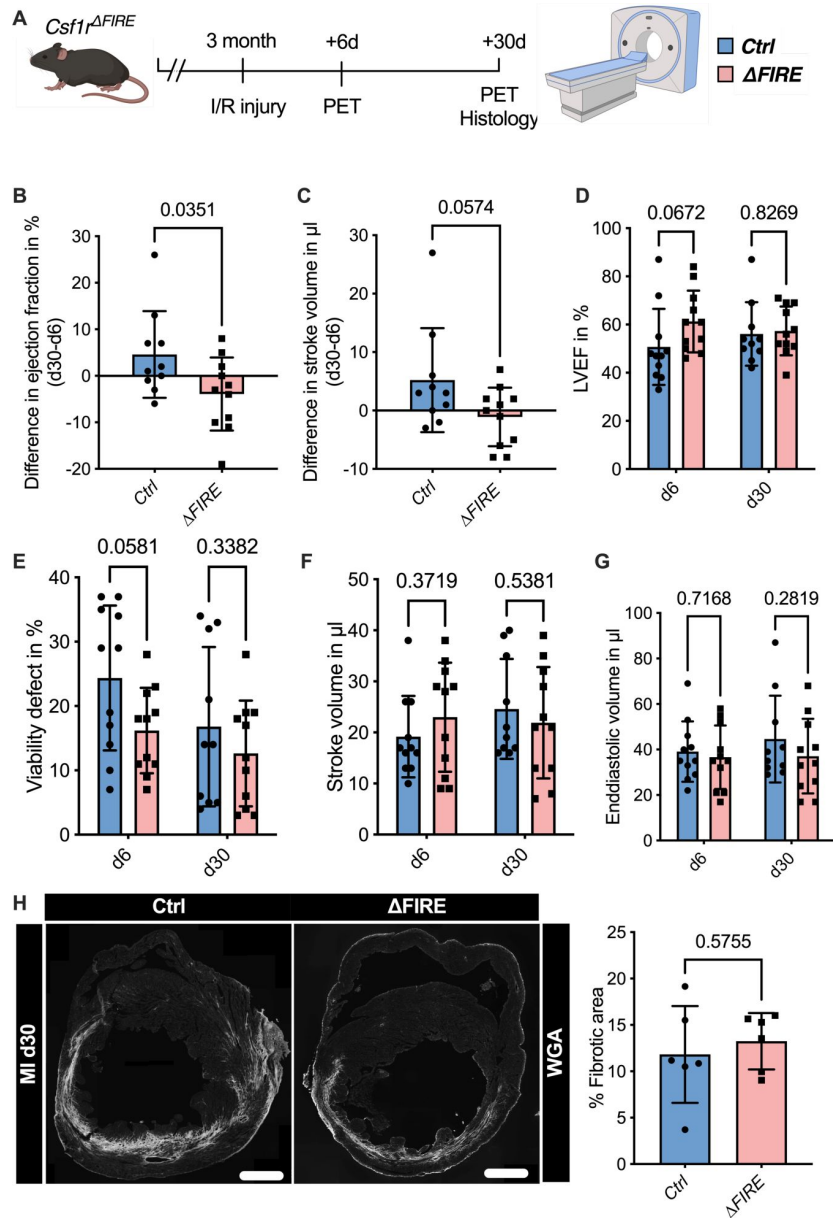 A
Csf1r^ΔFIRE
3 month
+6d
+30d
I/R injury
PET
PET
Histology
Ctrl
ΔFIRE
B
0.0351
Difference in ejection fraction in %
(d30-d6)
30
20
10
0
-10
-20
Ctrl
ΔFIRE
C
0.0574
Difference in stroke volume in µl
(d30-d6)
30
20
10
0
-10
Ctrl
ΔFIRE
D
0.0672
0.8269
LVEF in %
100
80
60
40
20
0
d6
d30
E
0.0581
0.3382
Viability defect in %
40
30
20
10
0
d6
d30
F
0.3719
0.5381
Stroke volume in µl
50
40
30
20
10
0
d6
d30
G
0.7168
0.2819
Enddiastolic volume in µl
100
80
60
40
20
0
d6
d30
H
Ctrl
ΔFIRE
MI d30
WGA
0.5755
% Fibrotic area
25
20
15
10
5
0
Ctrl
ΔFIRE